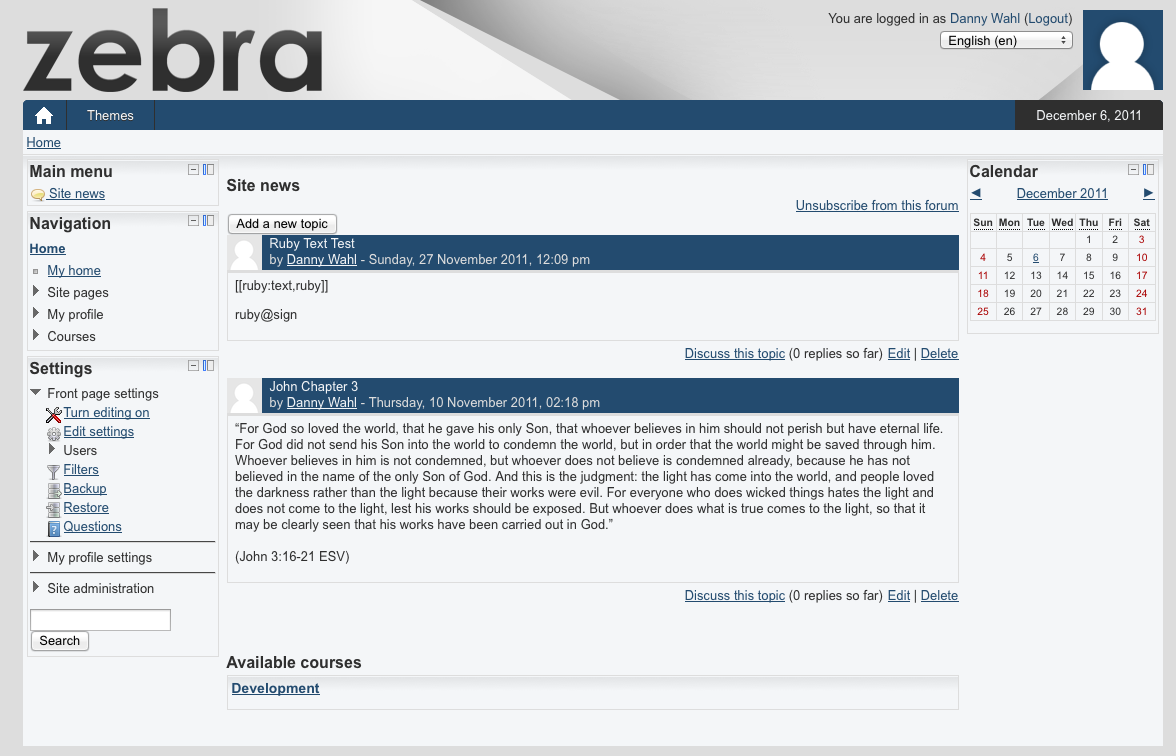 zebra
You are logged in as Danny Wahl (Logout)
English (en)
Themes
December 6, 2011
Home
Main menu
Site news
Navigation
Home
My home
Site pages
My profile
Courses
Settings
Front page settings
Turn editing on
Edit settings
Users
Filters
Backup
Restore
Questions
My profile settings
Site administration
Search
Site news
Unsubscribe from this forum
Add a new topic
Ruby Text Test
by Danny Wahl - Sunday, 27 November 2011, 12:09 pm
[[ruby:text,ruby]]
ruby@sign
Discuss this topic (0 replies so far) Edit | Delete
John Chapter 3
by Danny Wahl - Thursday, 10 November 2011, 02:18 pm
“For God so loved the world, that he gave his only Son, that whoever believes in him should not perish but have eternal life.
For God did not send his Son into the world to condemn the world, but in order that the world might be saved through him.
Whoever believes in him is not condemned, but whoever does not believe is condemned already, because he has not
believed in the name of the only Son of God. And this is the judgment: the light has come into the world, and people loved
the darkness rather than the light because their works were evil. For everyone who does wicked things hates the light and
does not come to the light, lest his works should be exposed. But whoever does what is true comes to the light, so that it
may be clearly seen that his works have been carried out in God.”
(John 3:16-21 ESV)
Discuss this topic (0 replies so far) Edit | Delete
Available courses
Development
Calendar
◄ December 2011 ►
Sun Mon Tue Wed Thu Fri Sat
1 2 3
4 5 6 7 8 9 10
11 12 13 14 15 16 17
18 19 20 21 22 23 24
25 26 27 28 29 30 31